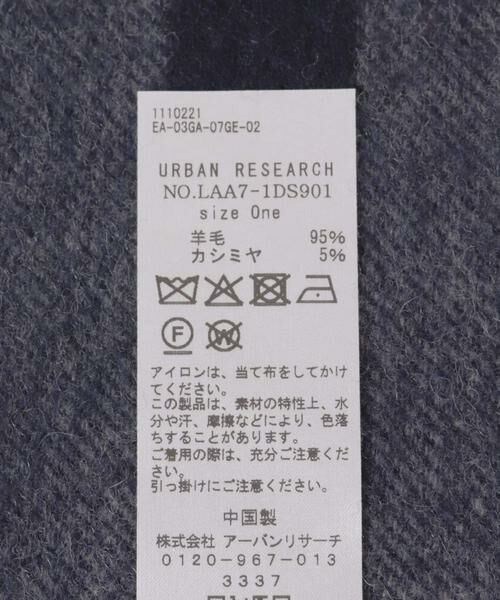 1110221
EA-03GA-07GE-02
URBAN RESEARCH
NO.LAA7-1DS901
size One
羊毛 95%
カシミヤ 5%
F W
アイロンは、当て布をしてかけ
てください。
この製品は、素材の特性上、水
分や汗、摩擦などにより、色落
ちすることがあります。
ご着用の際は、充分ご注意くださ
い。
引っ掛けにご注意ください。
中国製
株式会社 アーバンリサーチ
0120-967-013
3337